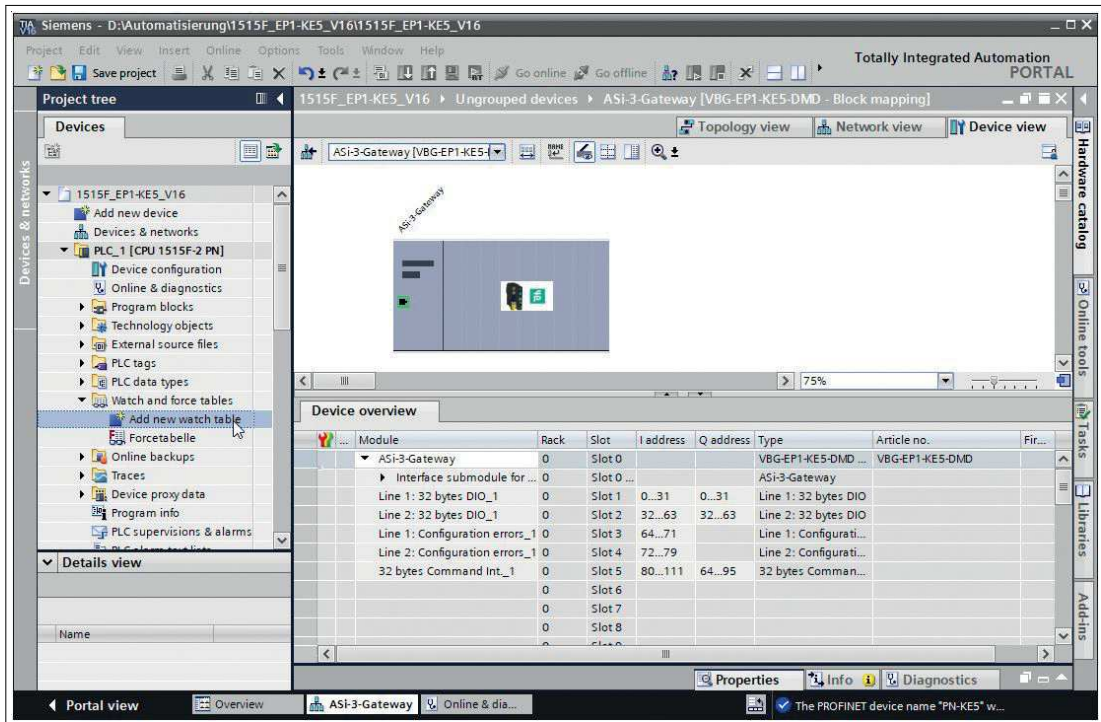 Siemens - D:\Automatisierung\1515F_EP1-KE5_V16\1515F_EP1-KE5_V16
Project Edit View Insert Online Options Tools Window Help
Save project Go online Go offline
Totally Integrated Automation
PORTAL
Project tree
1515F_EP1-KE5_V16 Ungrouped devices ASi-3-Gateway [VBG-EP1-KE5-DMD - Block mapping]
Devices
Topology view Network view Device view
ASi-3-Gateway [VBG-EP1-KE5-
1515F_EP1-KE5_V16
Add new device
Devices & networks
PLC_1 [CPU 1515F-2 PN]
Device configuration
Online & diagnostics
Program blocks
Technology objects
External source files
PLC tags
PLC data types
Watch and force tables
Add new watch table
Forcetabelle
Online backups
Traces
Device proxy data
Program info
PLC supervisions & alarms
Details view
Name
Devices & networks
ASi-3-Gateway
75%
Device overview
... Module Rack Slot I address Q address Type Article no. Fir...
ASi-3-Gateway 0 Slot 0 VBG-EP1-KE5-DMD ... VBG-EP1-KE5-DMD
Interface submodule for ... 0 Slot 0 ... ASi-3-Gateway
Line 1: 32 bytes DIO_1 0 Slot 1 0...31 0...31 Line 1: 32 bytes DIO
Line 2: 32 bytes DIO_1 0 Slot 2 32...63 32...63 Line 2: 32 bytes DIO
Line 1: Configuration errors_1 0 Slot 3 64...71 Line 1: Configurati...
Line 2: Configuration errors_1 0 Slot 4 72...79 Line 2: Configurati...
32 bytes Command Int._1 0 Slot 5 80...111 64...95 32 bytes Comman...
0 Slot 6
0 Slot 7
0 Slot 8
Hardware catalog
Online tools
Tasks
Libraries
Add-ins
Properties Info Diagnostics
Portal view Overview ASi-3-Gateway Online & dia... The PROFINET device name "PN-KE5" w...